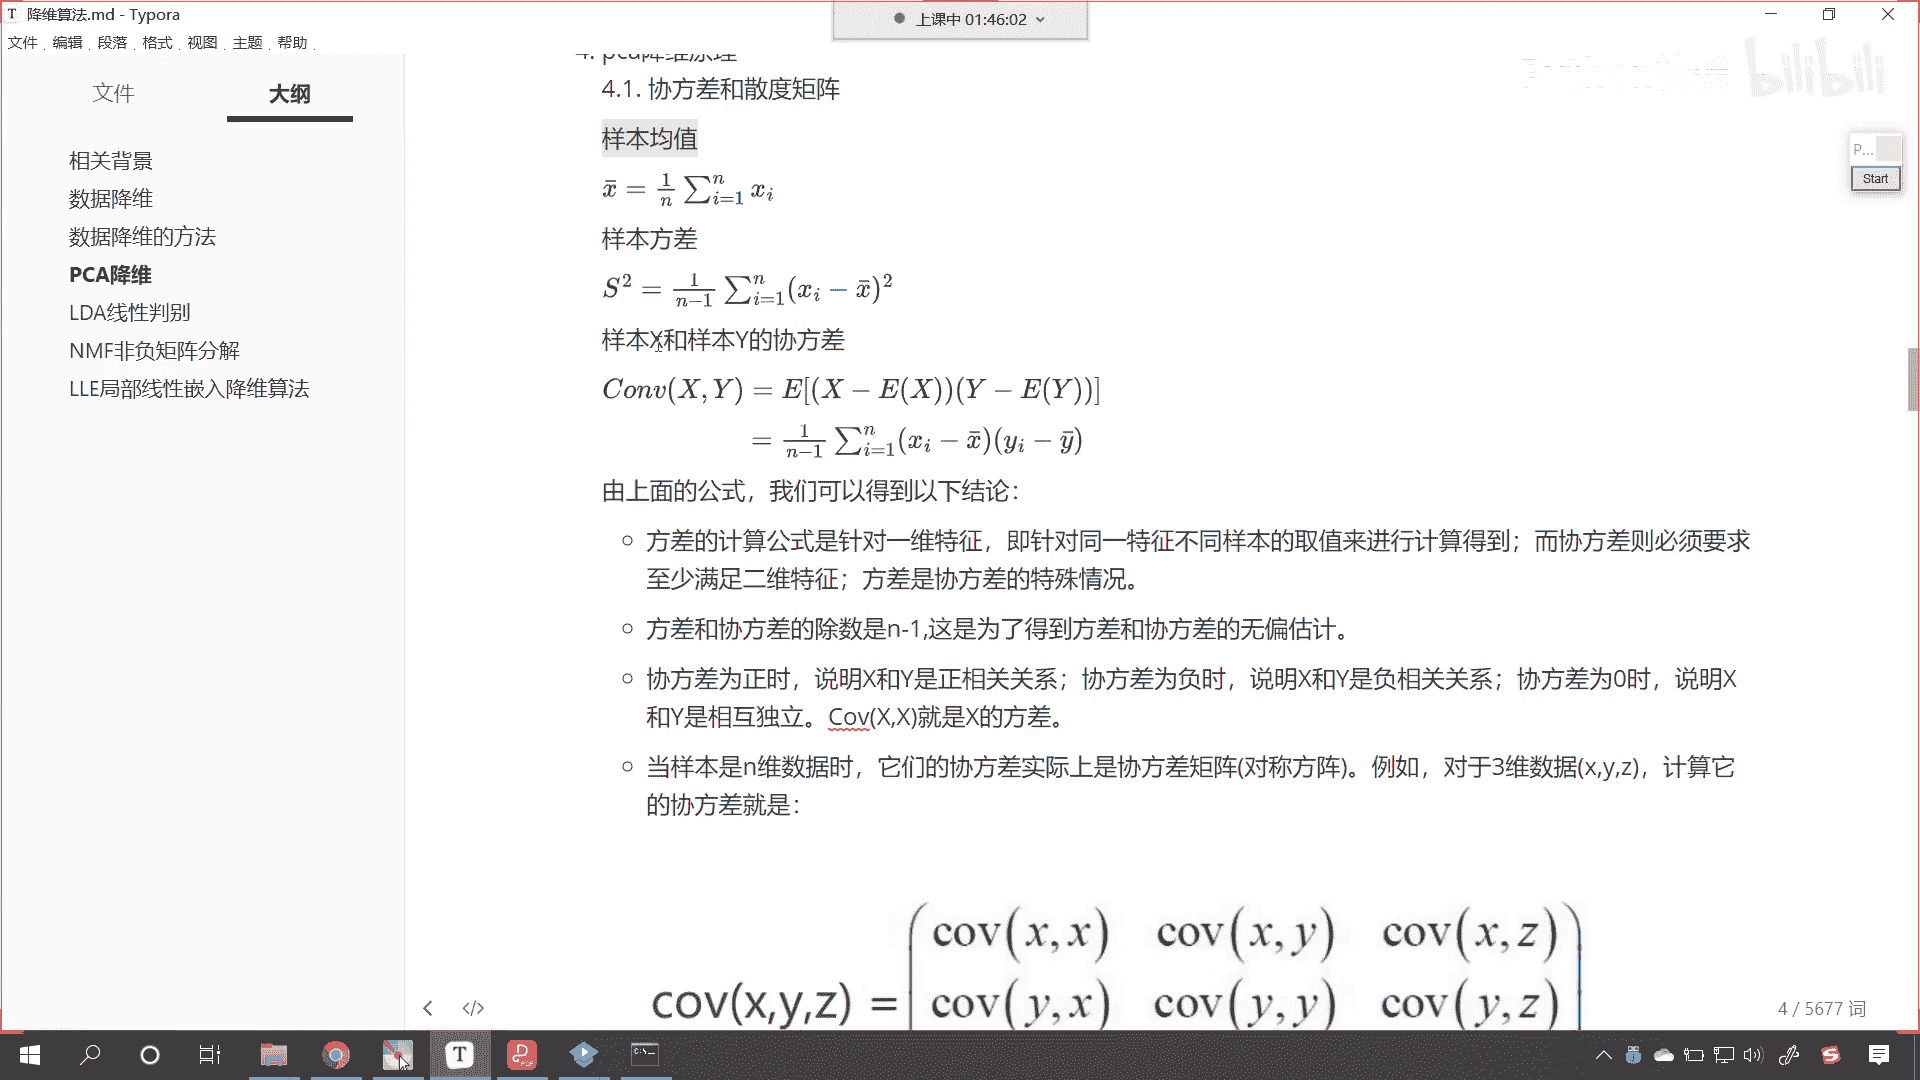 T 降维算法.md - Typora
上课中 01:46:02
文件 编辑 段落 格式 视图 主题 帮助
文件 大纲
相关背景
数据降维
数据降维的方法
PCA降维
LDA线性判别
NMF非负矩阵分解
LLE局部线性嵌入降维算法
4. pca降维原理
4.1. 协方差和散度矩阵
样本均值
x̄ = 1/n ∑_{i=1}^{n} x_i
样本方差
S² = 1/(n−1) ∑_{i=1}^{n} (x_i − x̄)²
样本X和样本Y的协方差
Conv(X, Y) = E[(X − E(X))(Y − E(Y))]
= 1/(n−1) ∑_{i=1}^{n} (x_i − x̄)(y_i − ȳ)
由上面的公式，我们可以得到以下结论：
方差的计算公式是针对一维特征，即针对同一特征不同样本的取值来进行计算得到；而协方差则必须要求
至少满足二维特征；方差是协方差的特殊情况。
方差和协方差的除数是n-1,这是为了得到方差和协方差的无偏估计。
协方差为正时，说明X和Y是正相关关系；协方差为负时，说明X和Y是负相关关系；协方差为0时，说明X
和Y是相互独立。Cov(X,X)就是X的方差。
当样本是n维数据时，它们的协方差实际上是协方差矩阵(对称方阵)。例如，对于3维数据(x,y,z)，计算它
的协方差就是：
cov(x,x) cov(x,y) cov(x,z)
cov(x,y,z) = cov(y,x) cov(y,y) cov(y,z)
4 / 5677 词
bilibili
P...
Start